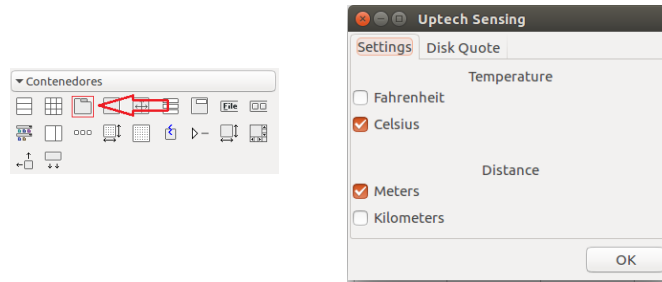 Contenedores
File
Uptech Sensing
Settings Disk Quote
Temperature
Fahrenheit
Celsius
Distance
Meters
Kilometers
OK